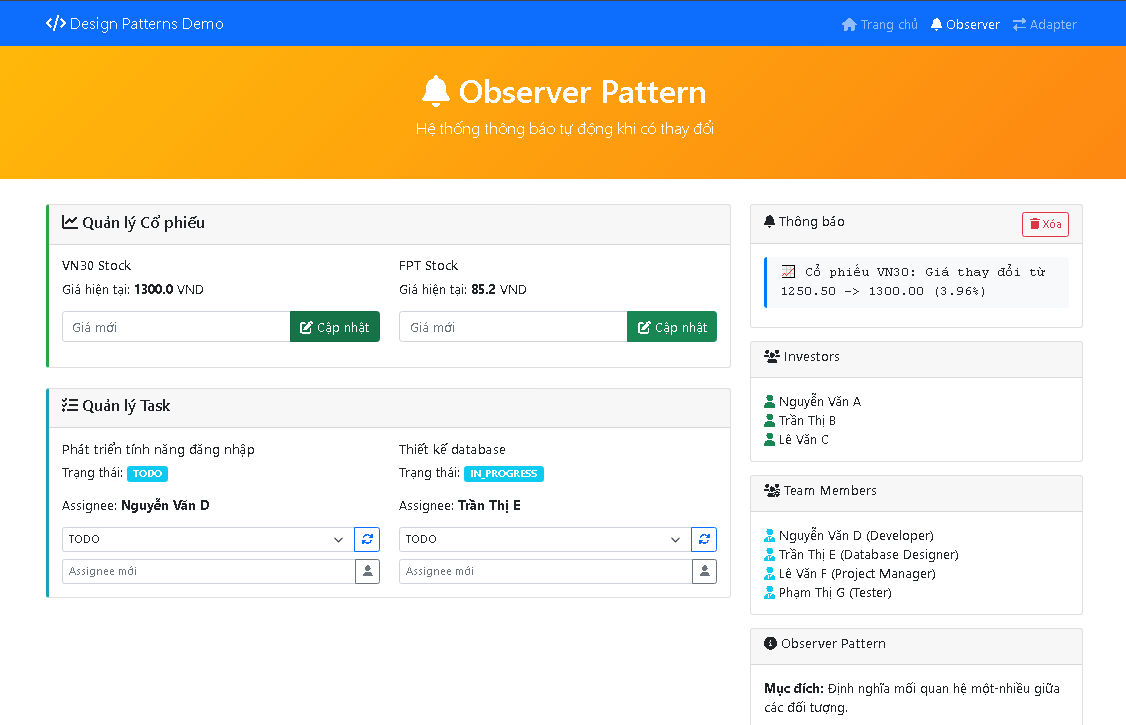 Design Patterns Demo
Trang chủ
Observer
Adapter
Observer Pattern
Hệ thống thông báo tự động khi có thay đổi
Quản lý Cổ phiếu
VN30 Stock
Giá hiện tại: 1300.0 VND
Giá mới
Cập nhật
FPT Stock
Giá hiện tại: 85.2 VND
Giá mới
Cập nhật
Quản lý Task
Phát triển tính năng đăng nhập
Trạng thái: TODO
Assignee: Nguyễn Văn D
TODO
Assignee mới
Thiết kế database
Trạng thái: IN_PROGRESS
Assignee: Trần Thị E
TODO
Assignee mới
Thông báo
Xóa
Cổ phiếu VN30: Giá thay đổi từ
1250.50 -> 1300.00 (3.96%)
Investors
Nguyễn Văn A
Trần Thị B
Lê Văn C
Team Members
Nguyễn Văn D (Developer)
Trần Thị E (Database Designer)
Lê Văn F (Project Manager)
Phạm Thị G (Tester)
Observer Pattern
Mục đích: Định nghĩa mối quan hệ một-nhiều giữa
các đối tượng.